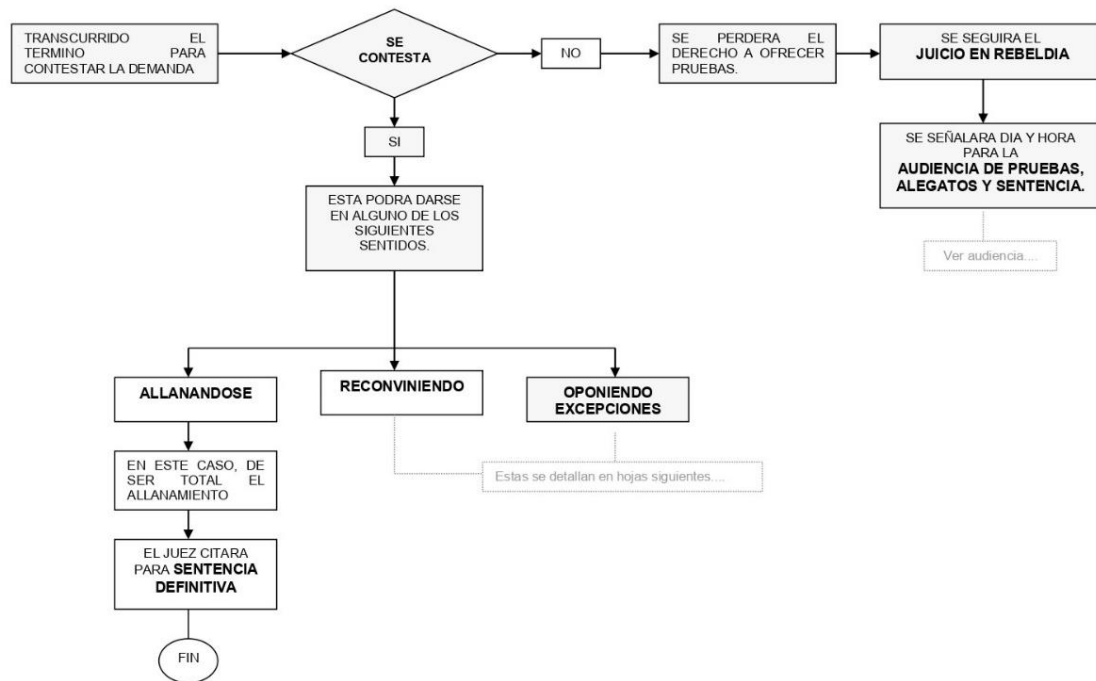 TRANSCURRIDO EL
TERMINO PARA
CONTESTAR LA DEMANDA
SE
CONTESTA
NO
SE PERDERA EL
DERECHO A OFRECER
PRUEBAS.
SE SEGUIRA EL
JUICIO EN REBELDIA
SI
SE SEÑALARA DIA Y HORA
PARA LA
AUDIENCIA DE PRUEBAS,
ALEGATOS Y SENTENCIA.
ESTA PODRA DARSE
EN ALGUNO DE LOS
SIGUIENTES
SENTIDOS.
Ver audiencia....
ALLANANDOSE
RECONVINIENDO
OPONIENDO
EXCEPCIONES
EN ESTE CASO, DE
SER TOTAL EL
ALLANAMIENTO
Estas se detallan en hojas siguientes....
EL JUEZ CITARA
PARA SENTENCIA
DEFINITIVA
FIN